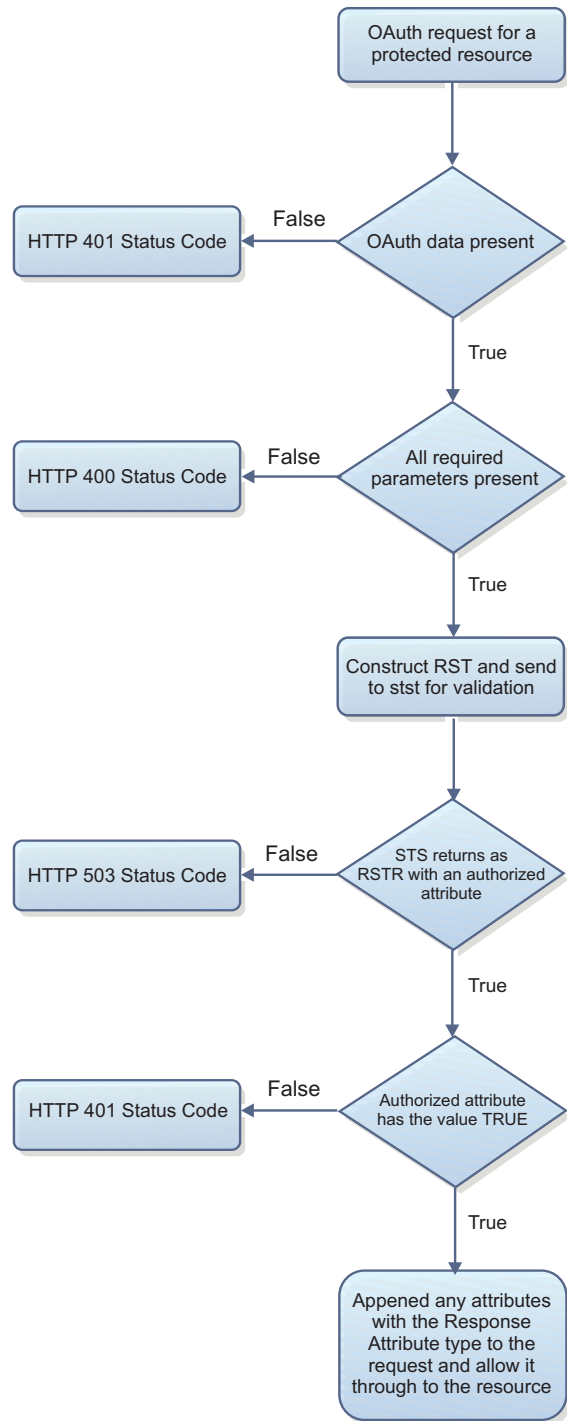 OAuth request for a
protected resource
False
HTTP 401 Status Code
OAuth data present
True
False
HTTP 400 Status Code
All required
parameters present
True
Construct RST and send
to stst for validation
False
HTTP 503 Status Code
STS returns as
RSTR with an authorized
attribute
True
False
HTTP 401 Status Code
Authorized attribute
has the value TRUE
True
Appened any attributes
with the Response
Attribute type to the
request and allow it
through to the resource